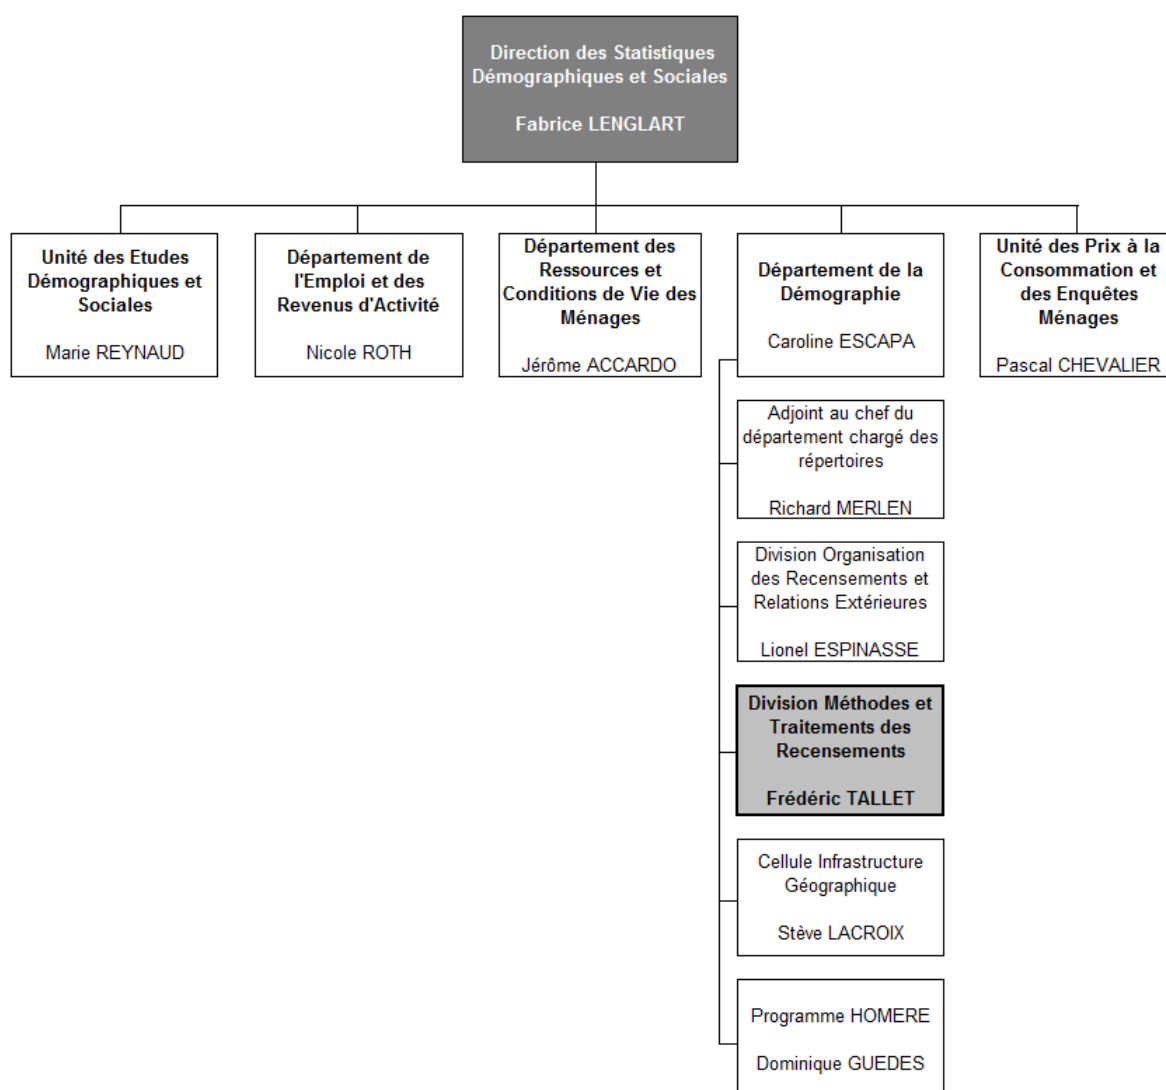 Direction des Statistiques
Démographiques et Sociales
Fabrice LENGLART
Unité des Etudes
Démographiques et
Sociales
Marie REYNAUD
Département de
l'Emploi et des
Revenus d'Activité
Nicole ROTH
Département des
Ressources et
Conditions de Vie des
Ménages
Jérôme ACCARDO
Département de la
Démographie
Caroline ESCAPA
Unité des Prix à la
Consommation et
des Enquêtes
Ménages
Pascal CHEVALIER
Adjoint au chef du
département chargé des
répertoires
Richard MERLEN
Division Organisation
des Recensements et
Relations Extérieures
Lionel ESPINASSE
Division Méthodes et
Traitements des
Recensements
Frédéric TALLET
Cellule Infrastructure
Géographique
Stève LACROIX
Programme HOMERE
Dominique GUEDES